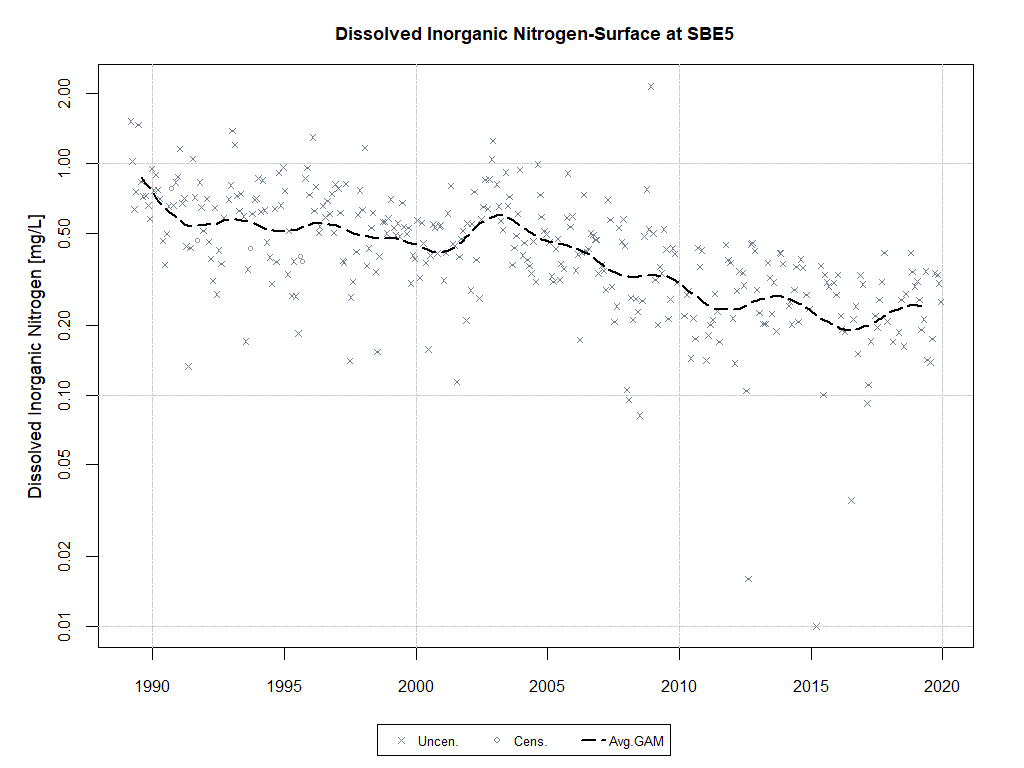 Dissolved Inorganic Nitrogen-Surface at SBE5
Dissolved Inorganic Nitrogen [mg/L]
2.00
1.00
0.50
0.20
0.10
0.05
0.02
0.01
1990 1995 2000 2005 2010 2015 2020
Uncen. Cens. Avg.GAM